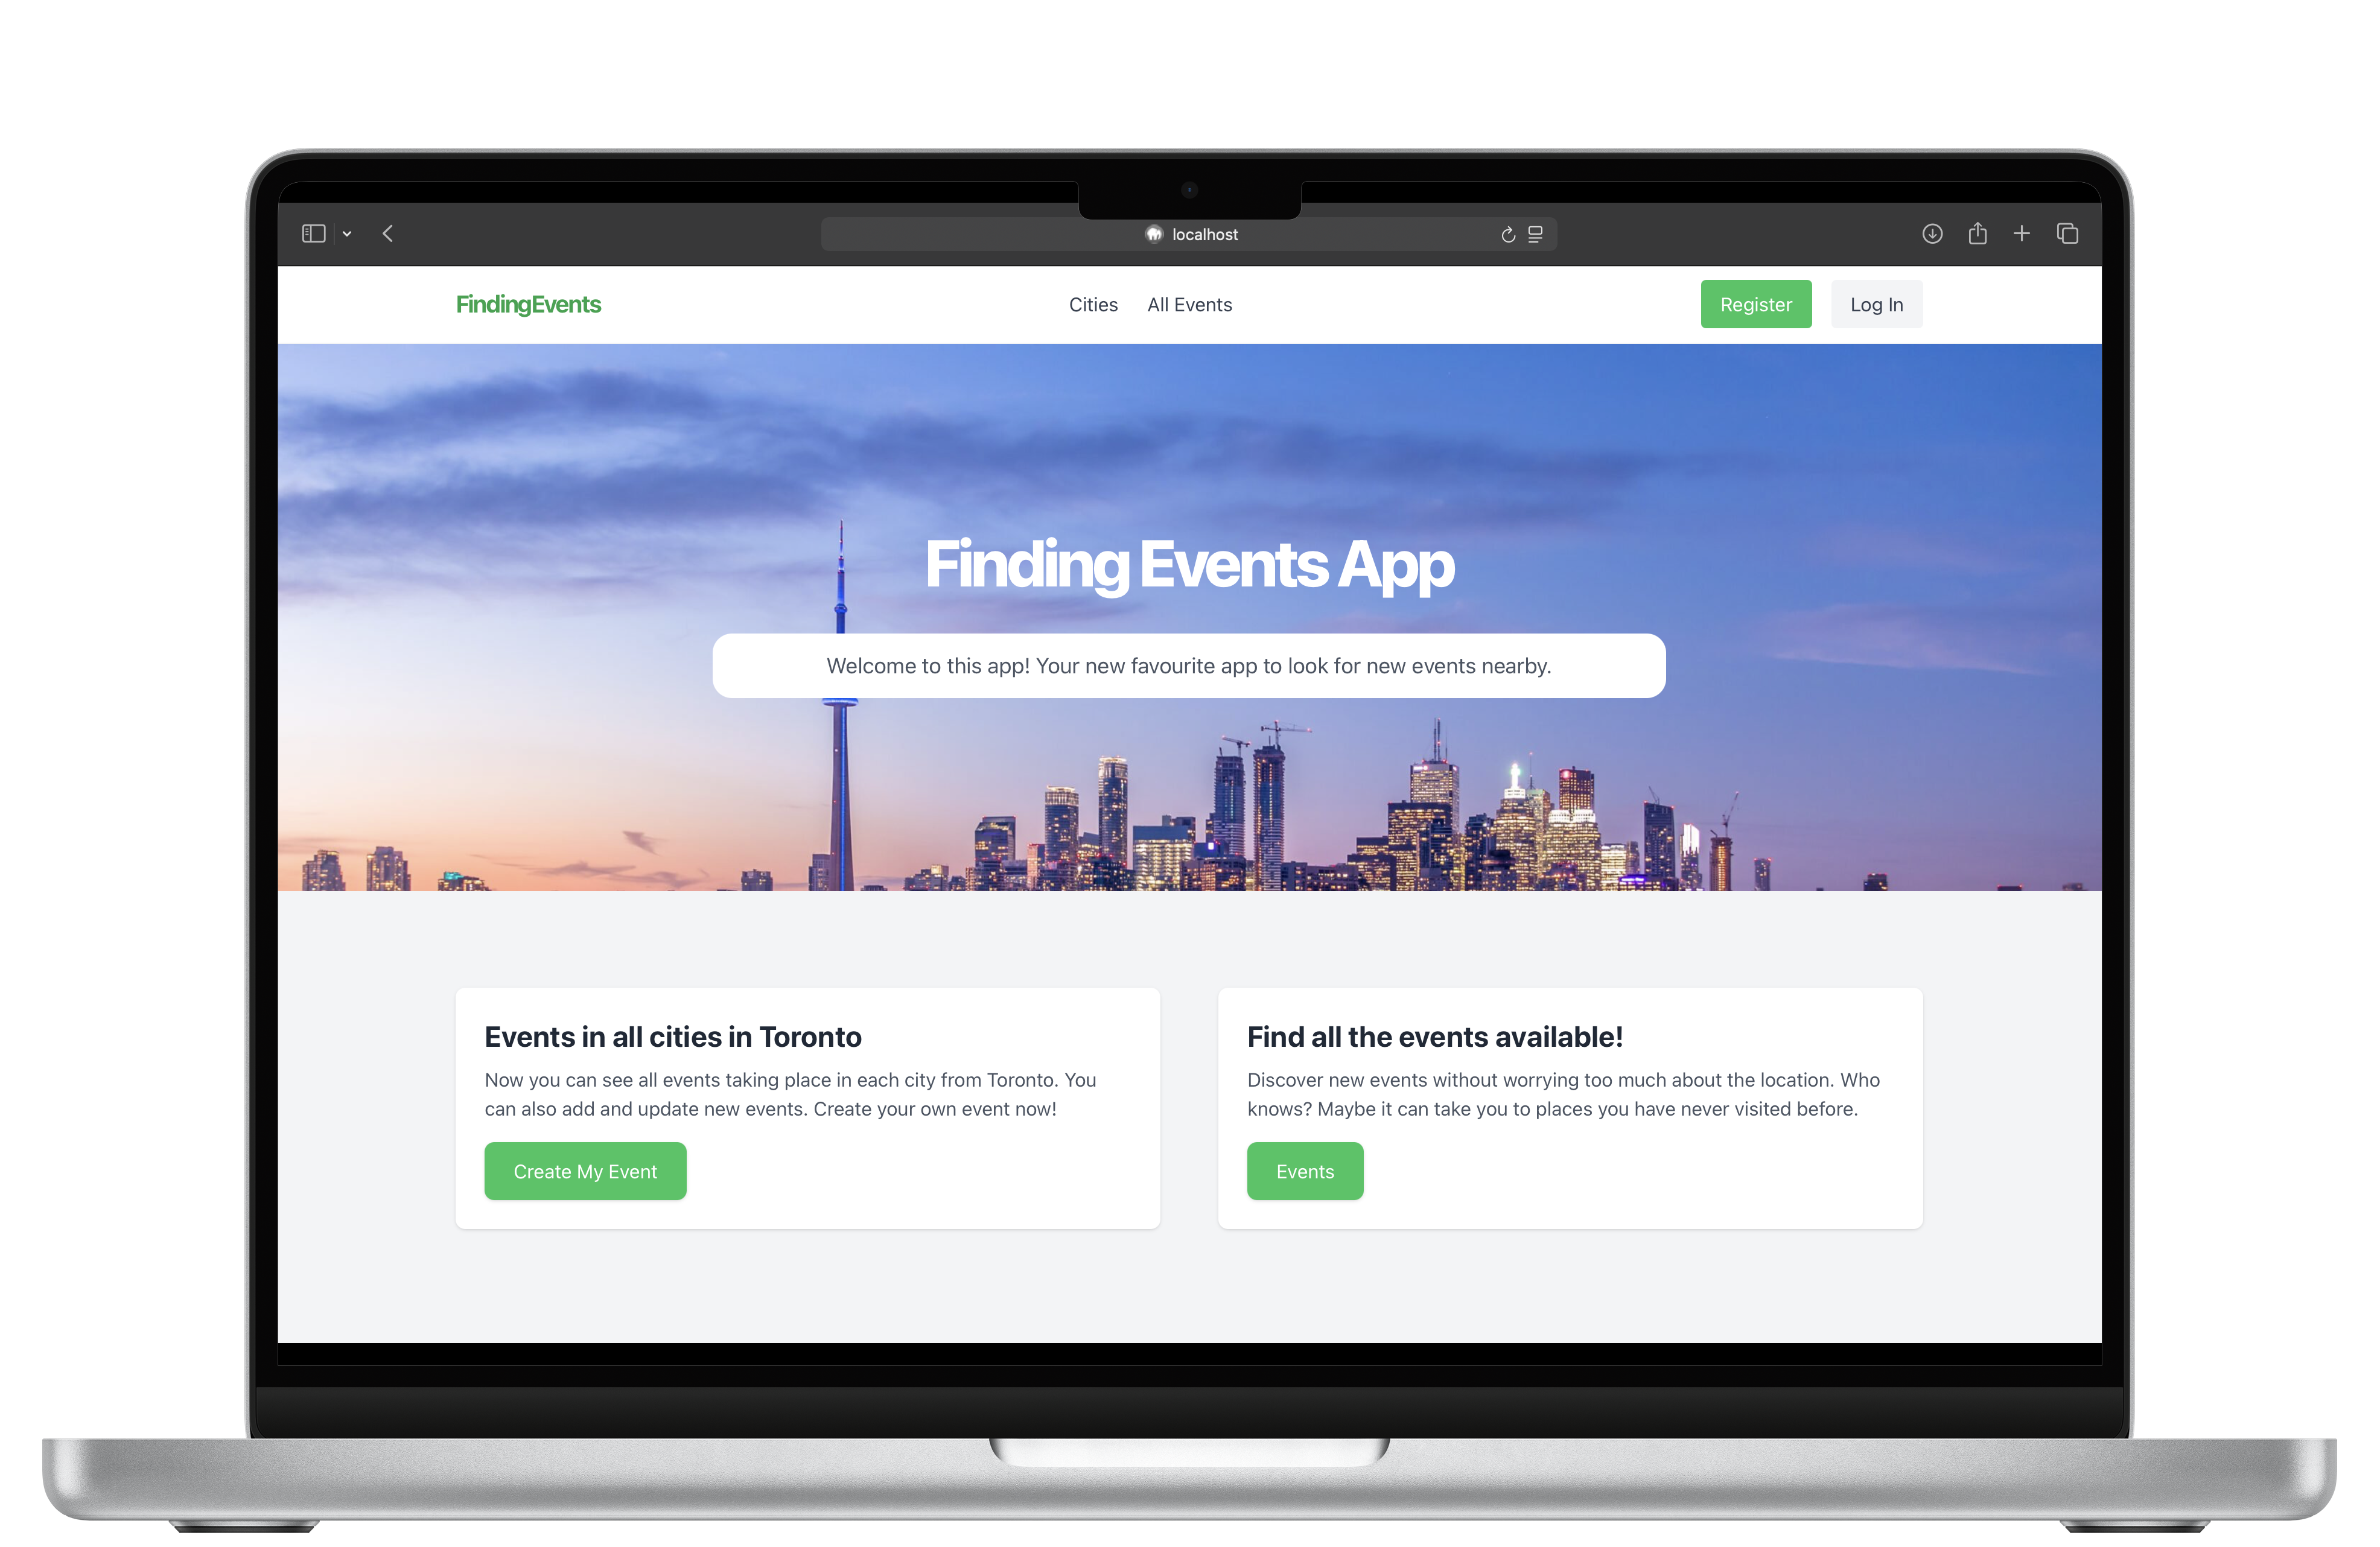 localhost
FindingEvents
Cities All Events
Register Log In
Finding Events App
Welcome to this app! Your new favourite app to look for new events nearby.
Events in all cities in Toronto
Now you can see all events taking place in each city from Toronto. You
can also add and update new events. Create your own event now!
Create My Event
Find all the events available!
Discover new events without worrying too much about the location. Who
knows? Maybe it can take you to places you have never visited before.
Events